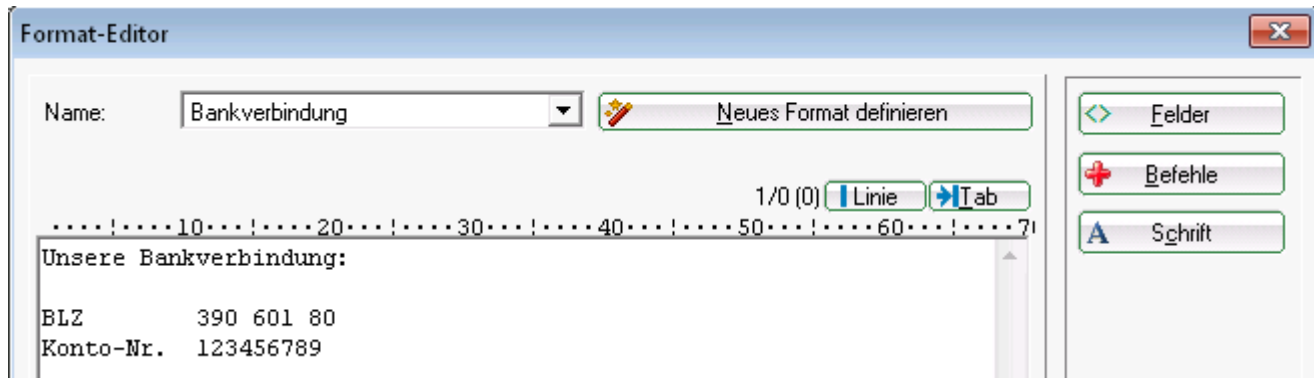 Format-Editor
Name: Bankverbindung Neues Format definieren
Felder
Befehle
1/0 (0) Linie Tab
Schrift
····¦····10···¦····20···¦····30···¦····40···¦····50···¦····60···¦····7
Unsere Bankverbindung:
BLZ 390 601 80
Konto-Nr. 123456789